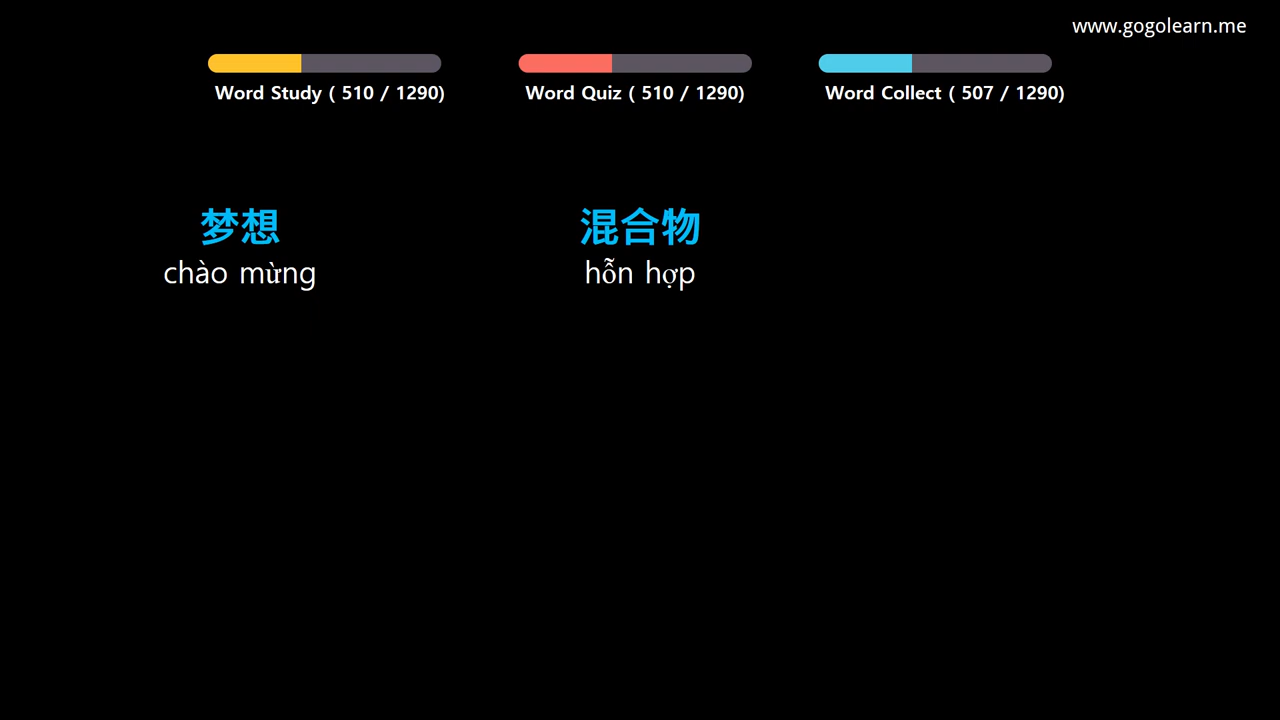 www.gogolearn.me
Word Study ( 510 / 1290)
Word Quiz ( 510 / 1290)
Word Collect ( 507 / 1290)
梦想
chào mừng
混合物
hỗn hợp